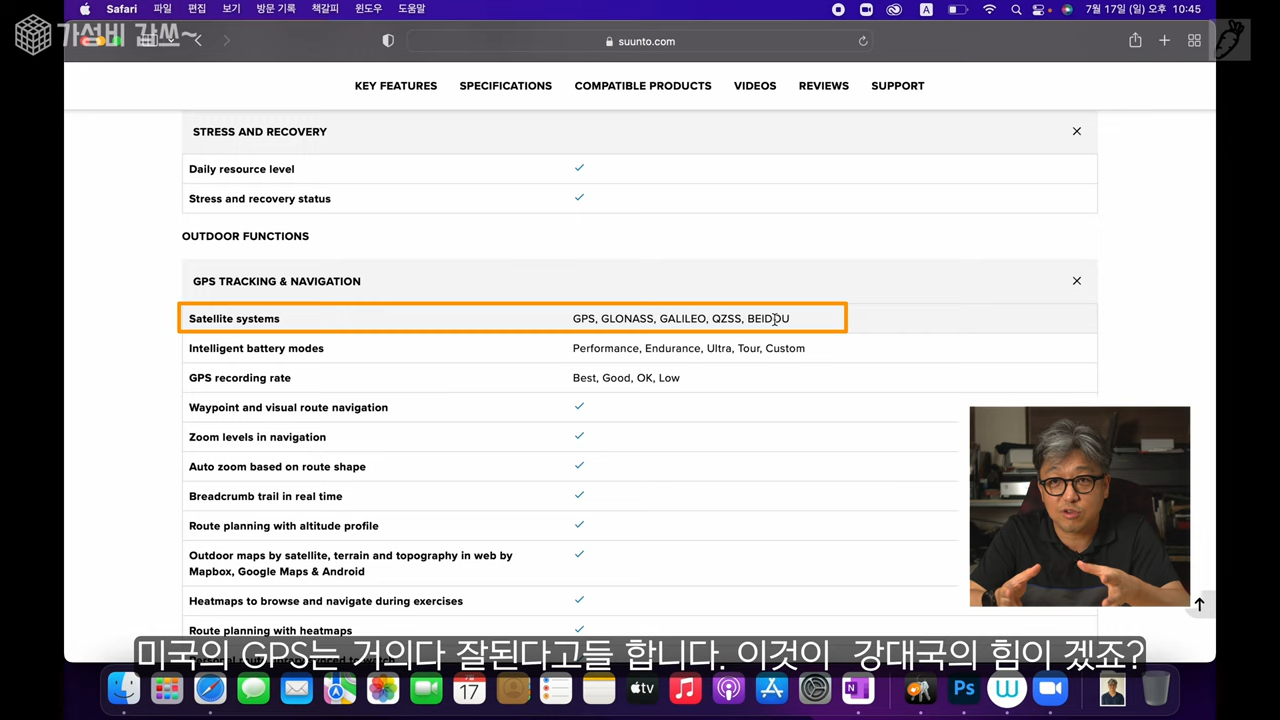 Safari 파일 편집 보기 방문 기록 책갈피 윈도우 도움말
A
7월 17일 (일) 오후 10:45
가성비 갑쓰~
suunto.com
KEY FEATURES SPECIFICATIONS COMPATIBLE PRODUCTS VIDEOS REVIEWS SUPPORT
STRESS AND RECOVERY
Daily resource level
Stress and recovery status
OUTDOOR FUNCTIONS
GPS TRACKING & NAVIGATION
Satellite systems GPS, GLONASS, GALILEO, QZSS, BEIDOU
Intelligent battery modes Performance, Endurance, Ultra, Tour, Custom
GPS recording rate Best, Good, OK, Low
Waypoint and visual route navigation
Zoom levels in navigation
Auto zoom based on route shape
Breadcrumb trail in real time
Route planning with altitude profile
Outdoor maps by satellite, terrain and topography in web by
Mapbox, Google Maps & Android
Heatmaps to browse and navigate during exercises
Route planning with heatmaps
미국의 GPS는 거의다 잘된다고들 합니다. 이것이 강대국의 힘이 겠죠?
7월
17
tv
N
Ps
W